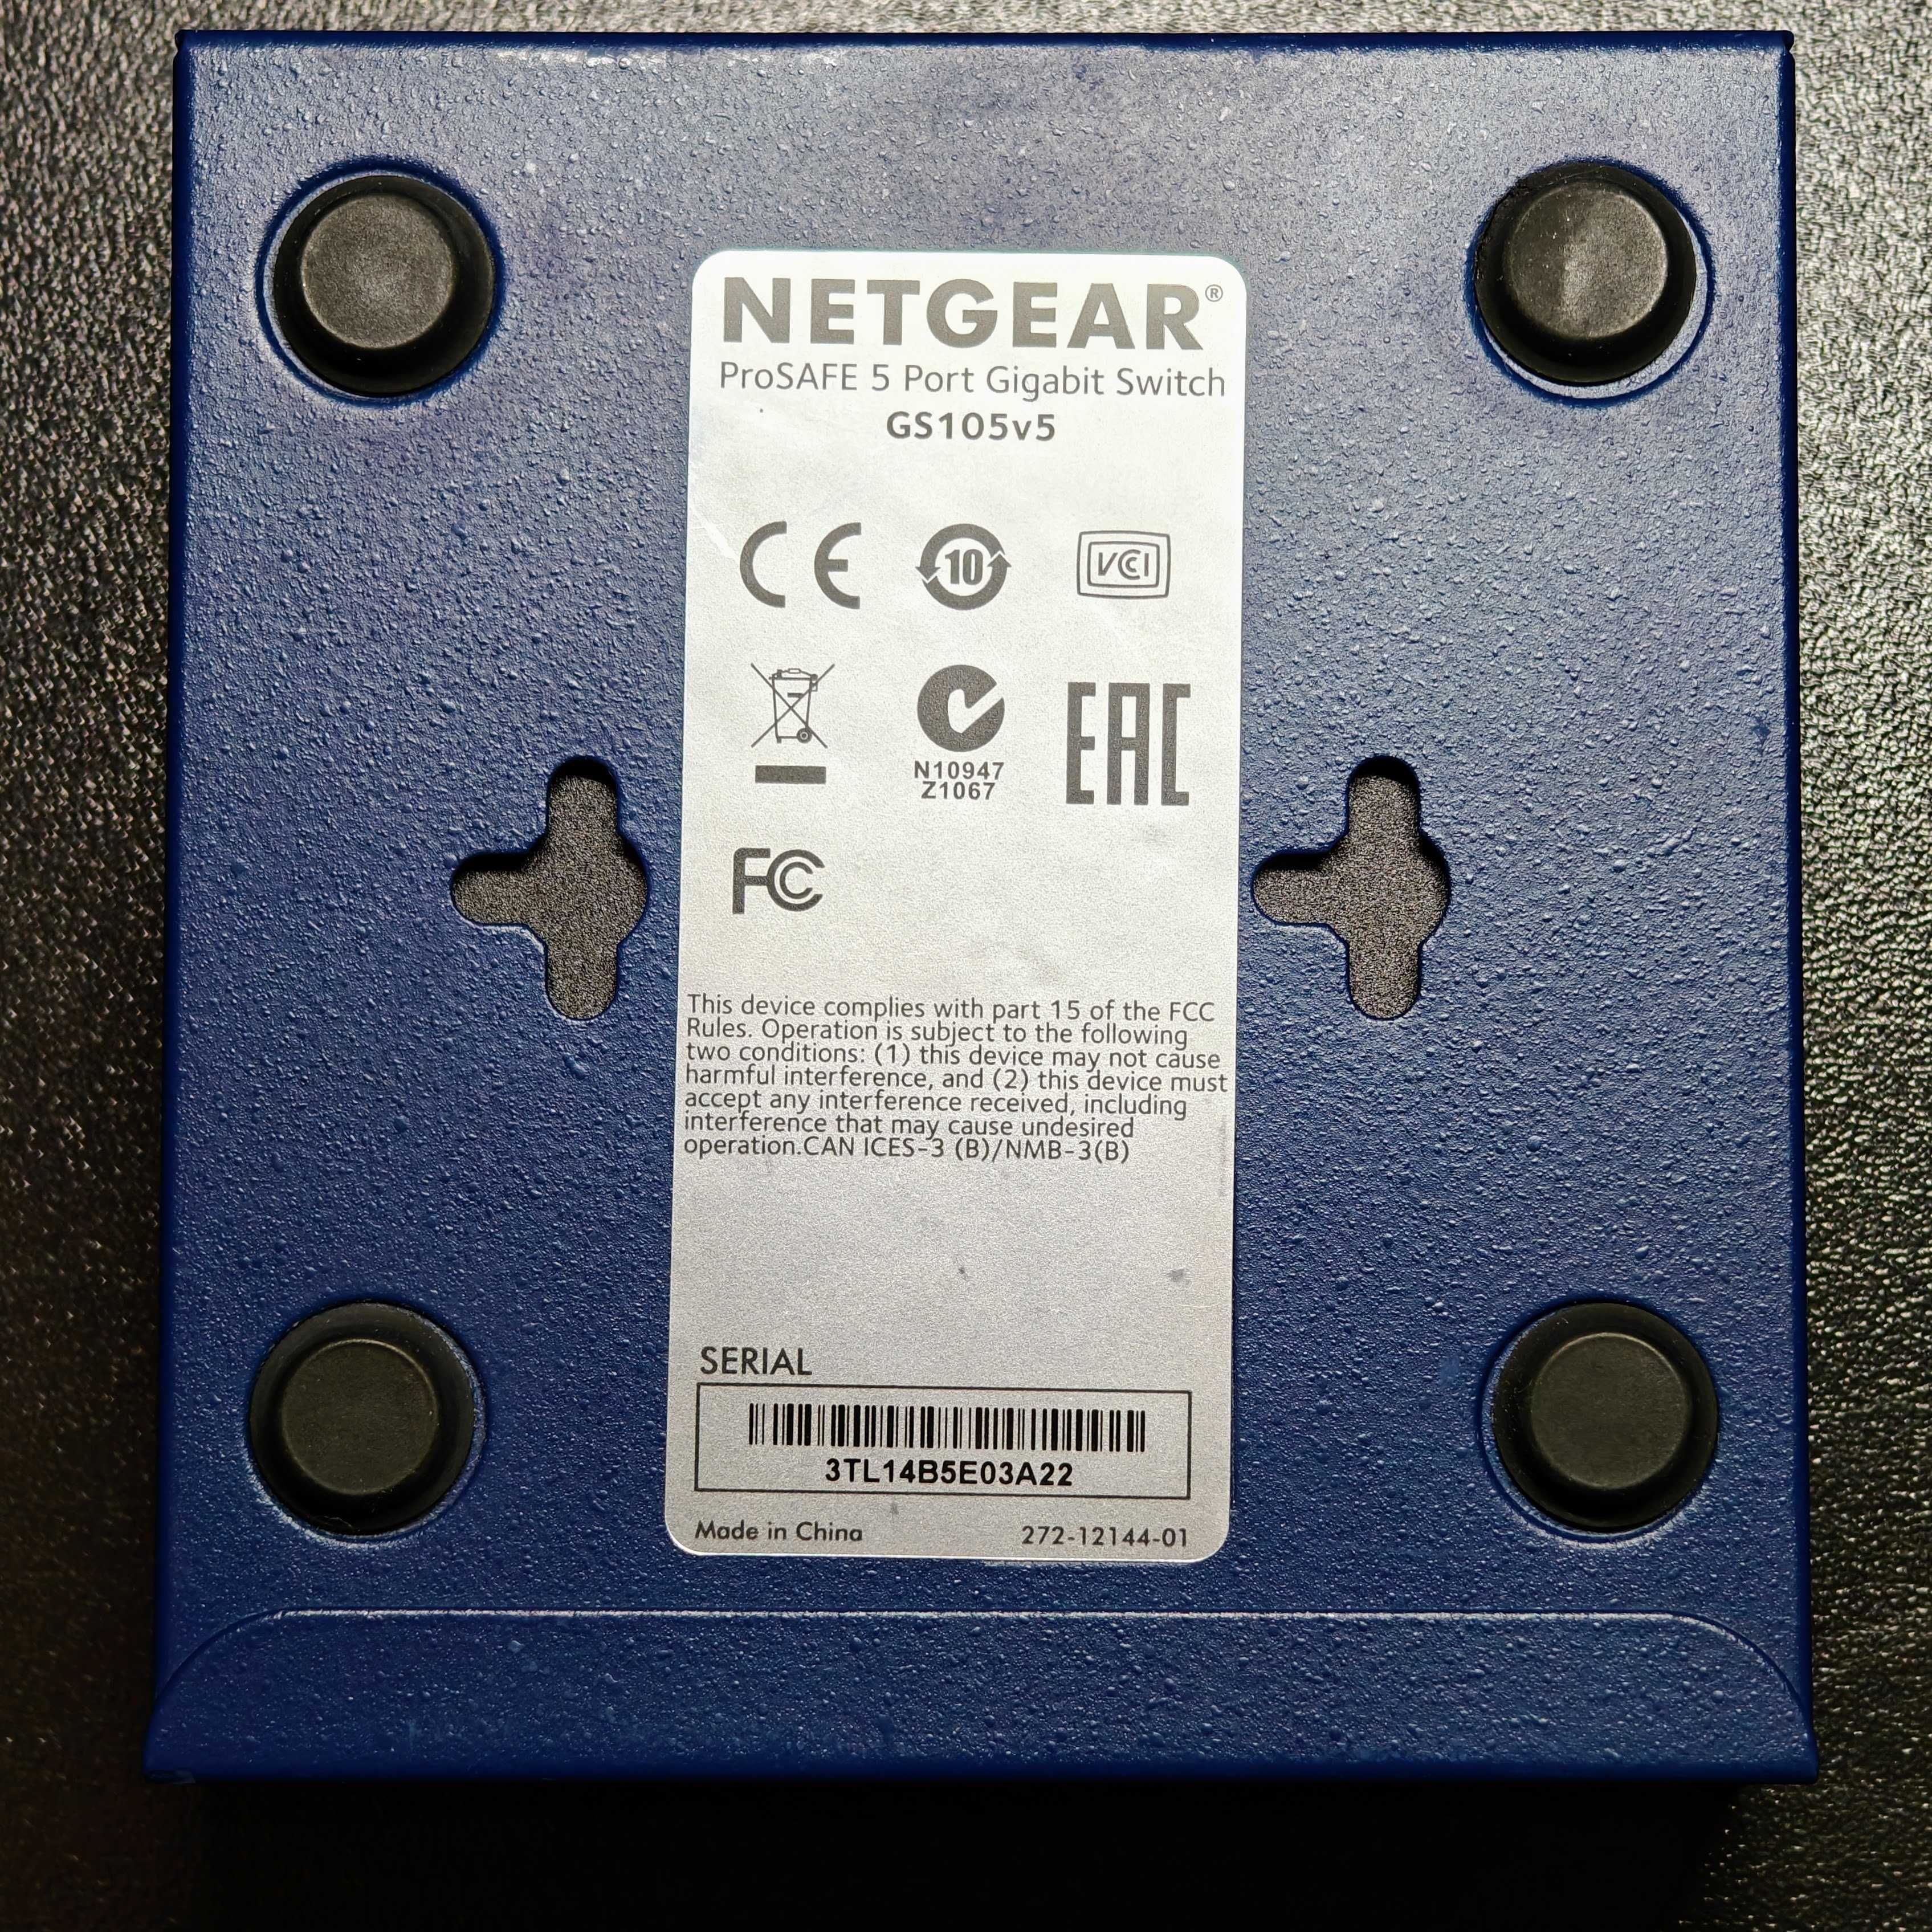 NETGEAR®
ProSAFE 5 Port Gigabit Switch
GS105v5
CE 10 VCCI
N10947
Z1067
EAC
FC
This device complies with part 15 of the FCC
Rules. Operation is subject to the following
two conditions: (1) this device may not cause
harmful interference, and (2) this device must
accept any interference received, including
interference that may cause undesired
operation.CAN ICES-3 (B)/NMB-3(B)
SERIAL
3TL14B5E03A22
Made in China 272-12144-01